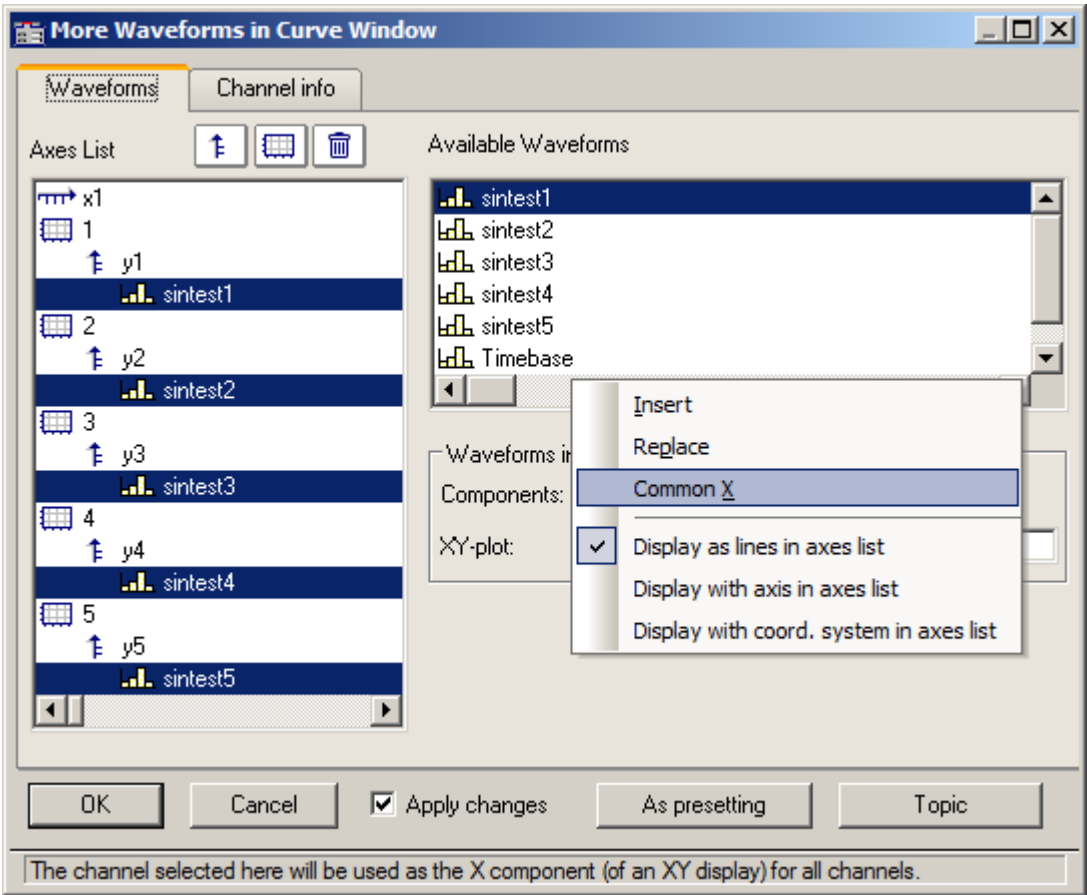 More Waveforms in Curve Window
Waveforms
Channel info
Axes List
Available Waveforms
x1
1
y1
sintest1
2
y2
sintest2
3
y3
sintest3
4
y4
sintest4
5
y5
sintest5
sintest1
sintest2
sintest3
sintest4
sintest5
Timebase
Waveforms
Components:
XY-plot:
Insert
Replace
Common X
Display as lines in axes list
Display with axis in axes list
Display with coord. system in axes list
OK
Cancel
Apply changes
As presetting
Topic
The channel selected here will be used as the X component (of an XY display) for all channels.